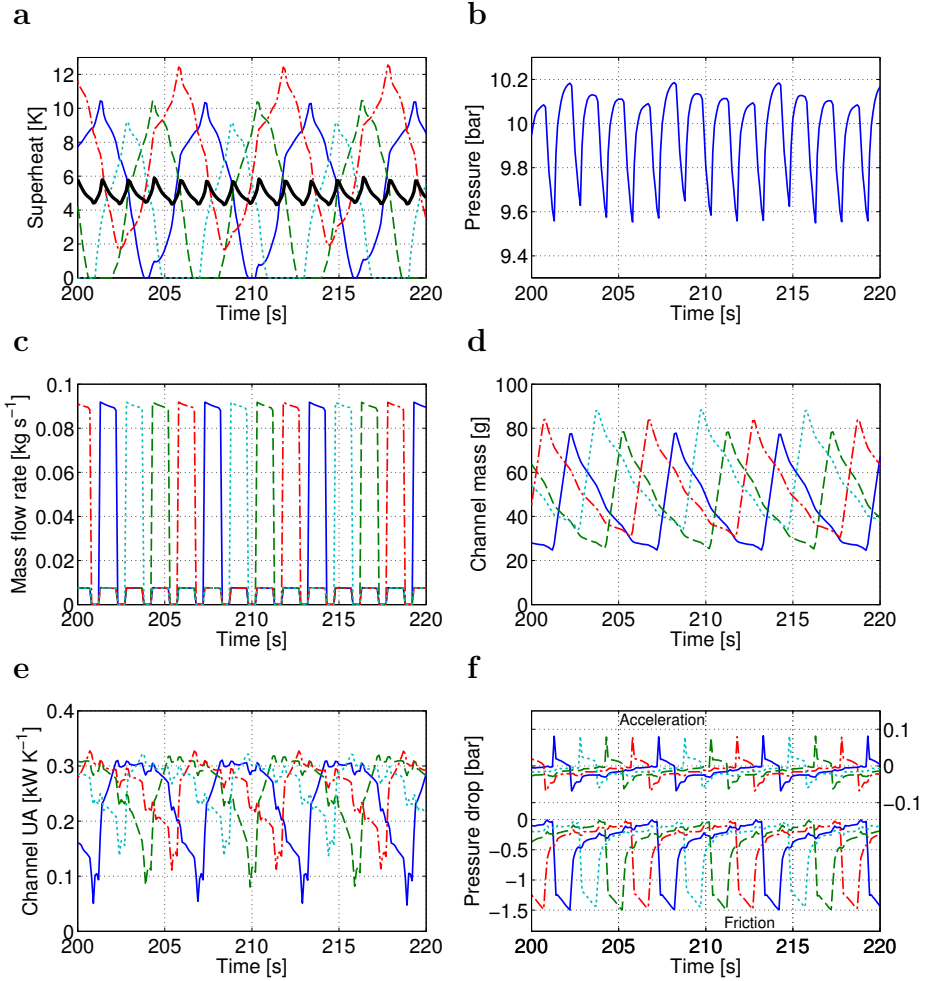 a
12
10
8
6
4
2
0
Superheat [K]
200 205 210 215 220
Time [s]
b
10.2
10
9.8
9.6
9.4
Pressure [bar]
200 205 210 215 220
Time [s]
c
0.1
0.08
0.06
0.04
0.02
0
Mass flow rate [kg s⁻¹]
200 205 210 215 220
Time [s]
d
100
80
60
40
20
0
Channel mass [g]
200 205 210 215 220
Time [s]
e
0.4
0.3
0.2
0.1
0
Channel UA [kW K⁻¹]
200 205 210 215 220
Time [s]
f
Acceleration
0.1
0
−0.1
0
−0.5
−1
−1.5
Pressure drop [bar]
Friction
200 205 210 215 220
Time [s]